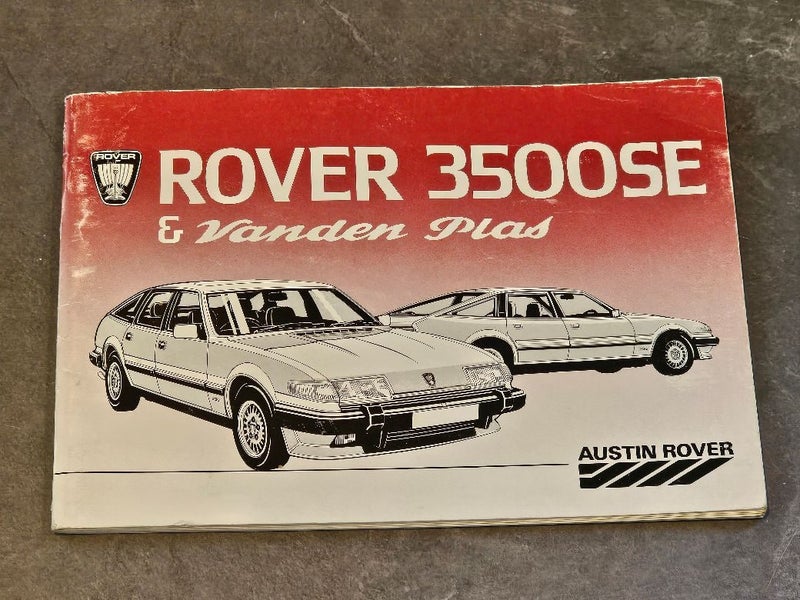 ROVER
ROVER 3500SE
& Vanden Plas
AUSTIN ROVER